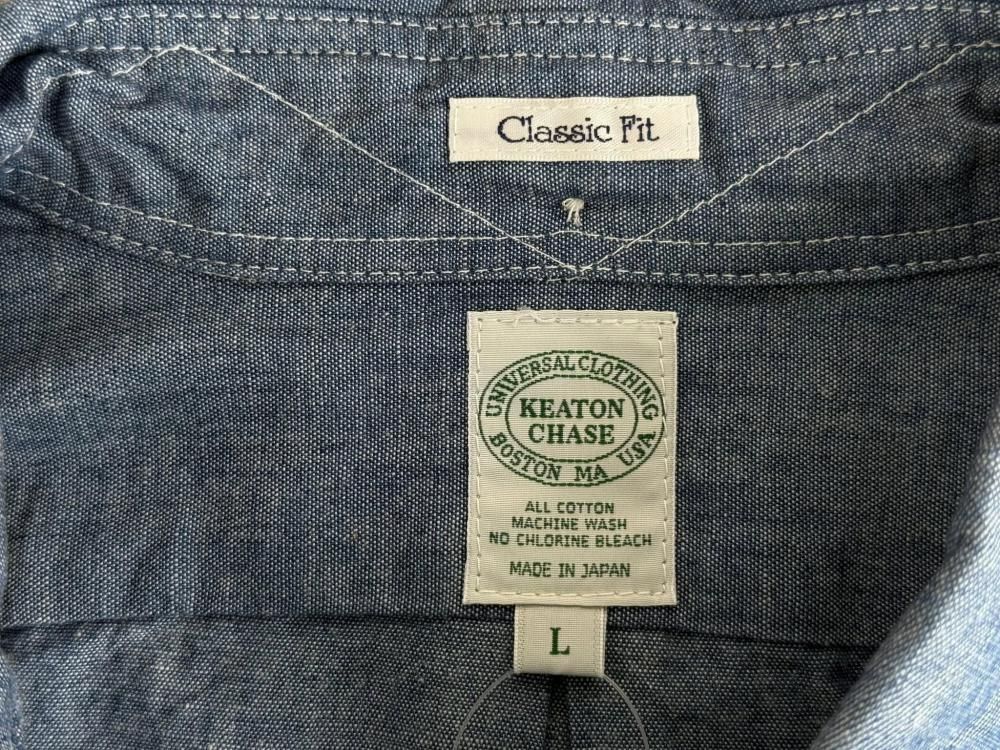 Classic Fit
UNIVERSAL CLOTHING
KEATON
CHASE
BOSTON MA USA
ALL COTTON
MACHINE WASH
NO CHLORINE BLEACH
MADE IN JAPAN
L